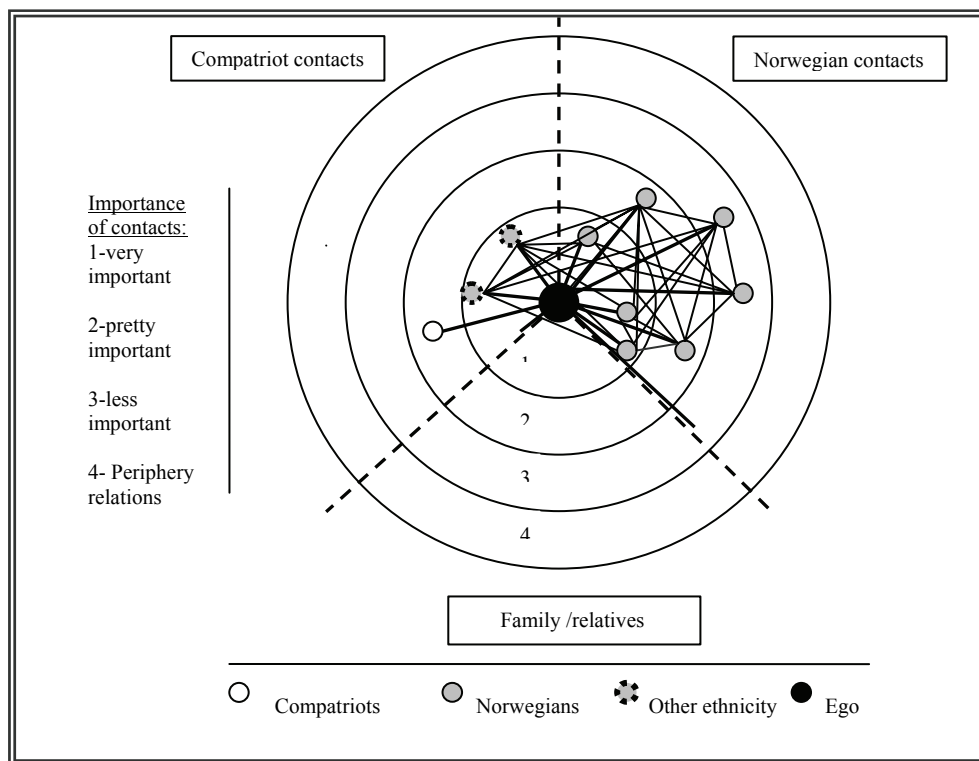 Compatriot contacts
Norwegian contacts
Importance
of contacts:
1-very
important
2-pretty
important
3-less
important
4- Periphery
relations
1
2
3
4
Family /relatives
Compatriots
Norwegians
Other ethnicity
Ego